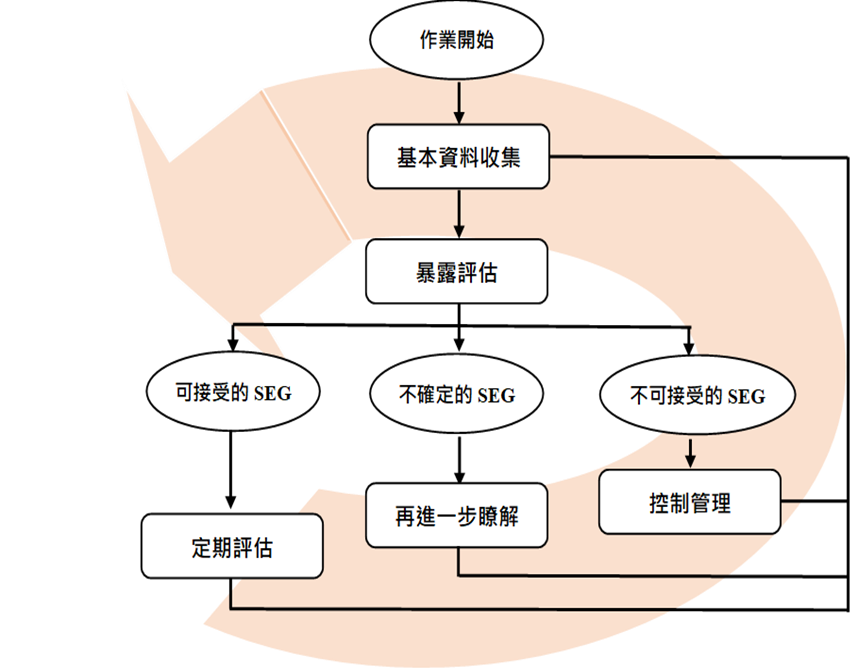 作業開始
基本資料收集
暴露評估
可接受的 SEG
不確定的 SEG
不可接受的 SEG
再進一步瞭解
控制管理
定期評估